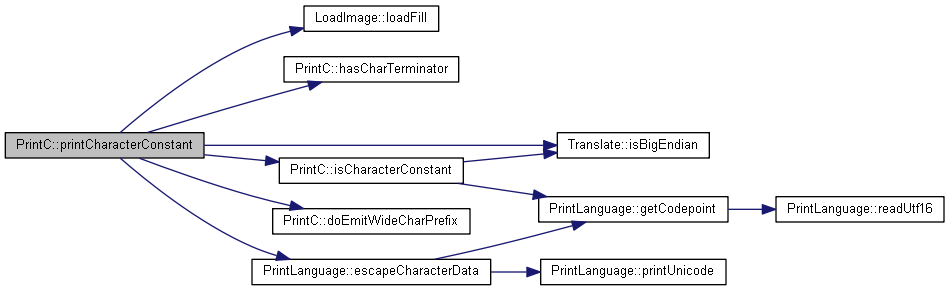 LoadImage::loadFill
PrintC::hasCharTerminator
PrintC::printCharacterConstant
Translate::isBigEndian
PrintC::isCharacterConstant
PrintLanguage::getCodepoint
PrintLanguage::readUtf16
PrintC::doEmitWideCharPrefix
PrintLanguage::escapeCharacterData
PrintLanguage::printUnicode